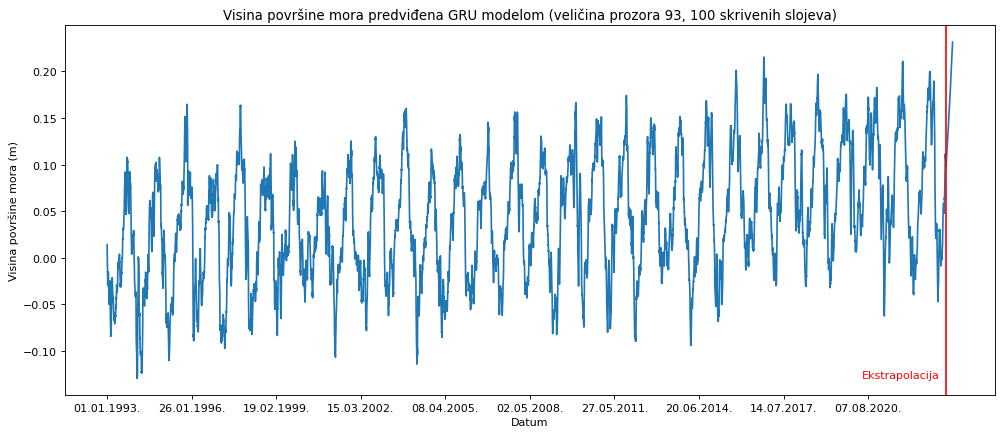 Visina površine mora predviđena GRU modelom (veličina prozora 93, 100 skrivenih slojeva)
Visina površine mora (m)
0.20
0.15
0.10
0.05
0.00
−0.05
−0.10
Ekstrapolacija
01.01.1993. 26.01.1996. 19.02.1999. 15.03.2002. 08.04.2005. 02.05.2008. 27.05.2011. 20.06.2014. 14.07.2017. 07.08.2020.
Datum